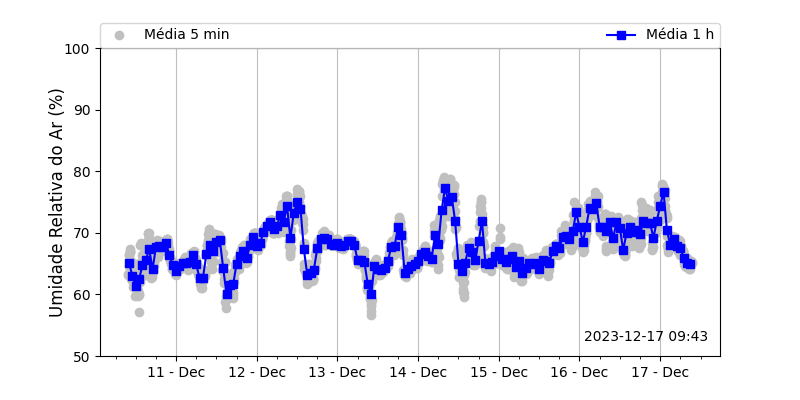 Média 5 min
Média 1 h
100
90
80
70
60
50
Umidade Relativa do Ar (%)
2023-12-17 09:43
11 - Dec
12 - Dec
13 - Dec
14 - Dec
15 - Dec
16 - Dec
17 - Dec